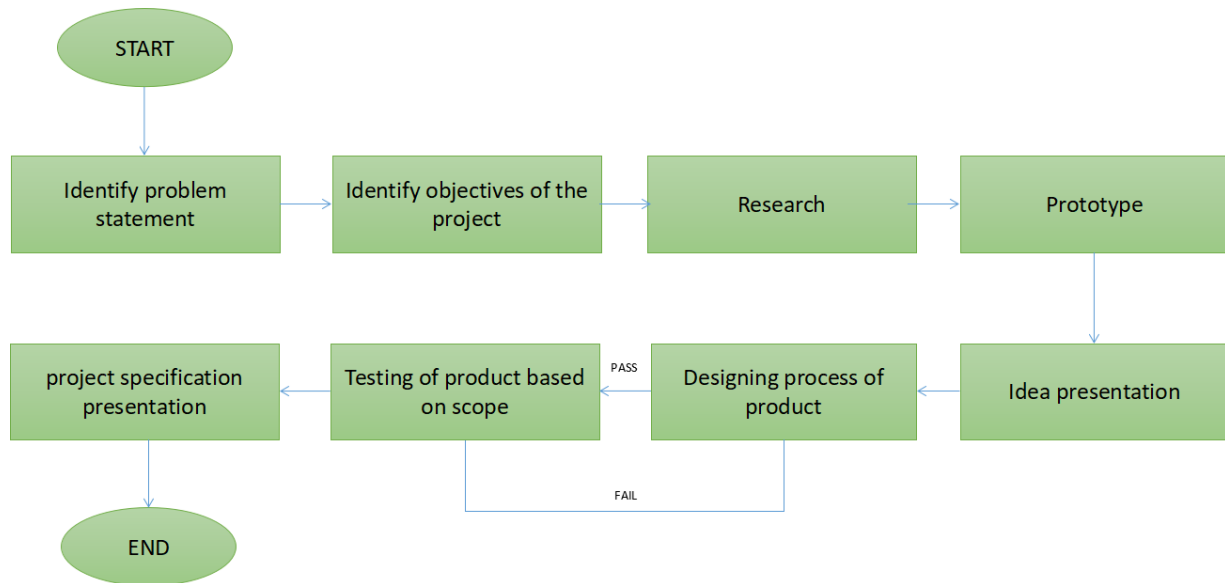 START
Identify problem
statement
Identify objectives of the
project
Research
Prototype
Idea presentation
Designing process of
product
PASS
Testing of product based
on scope
FAIL
project specification
presentation
END